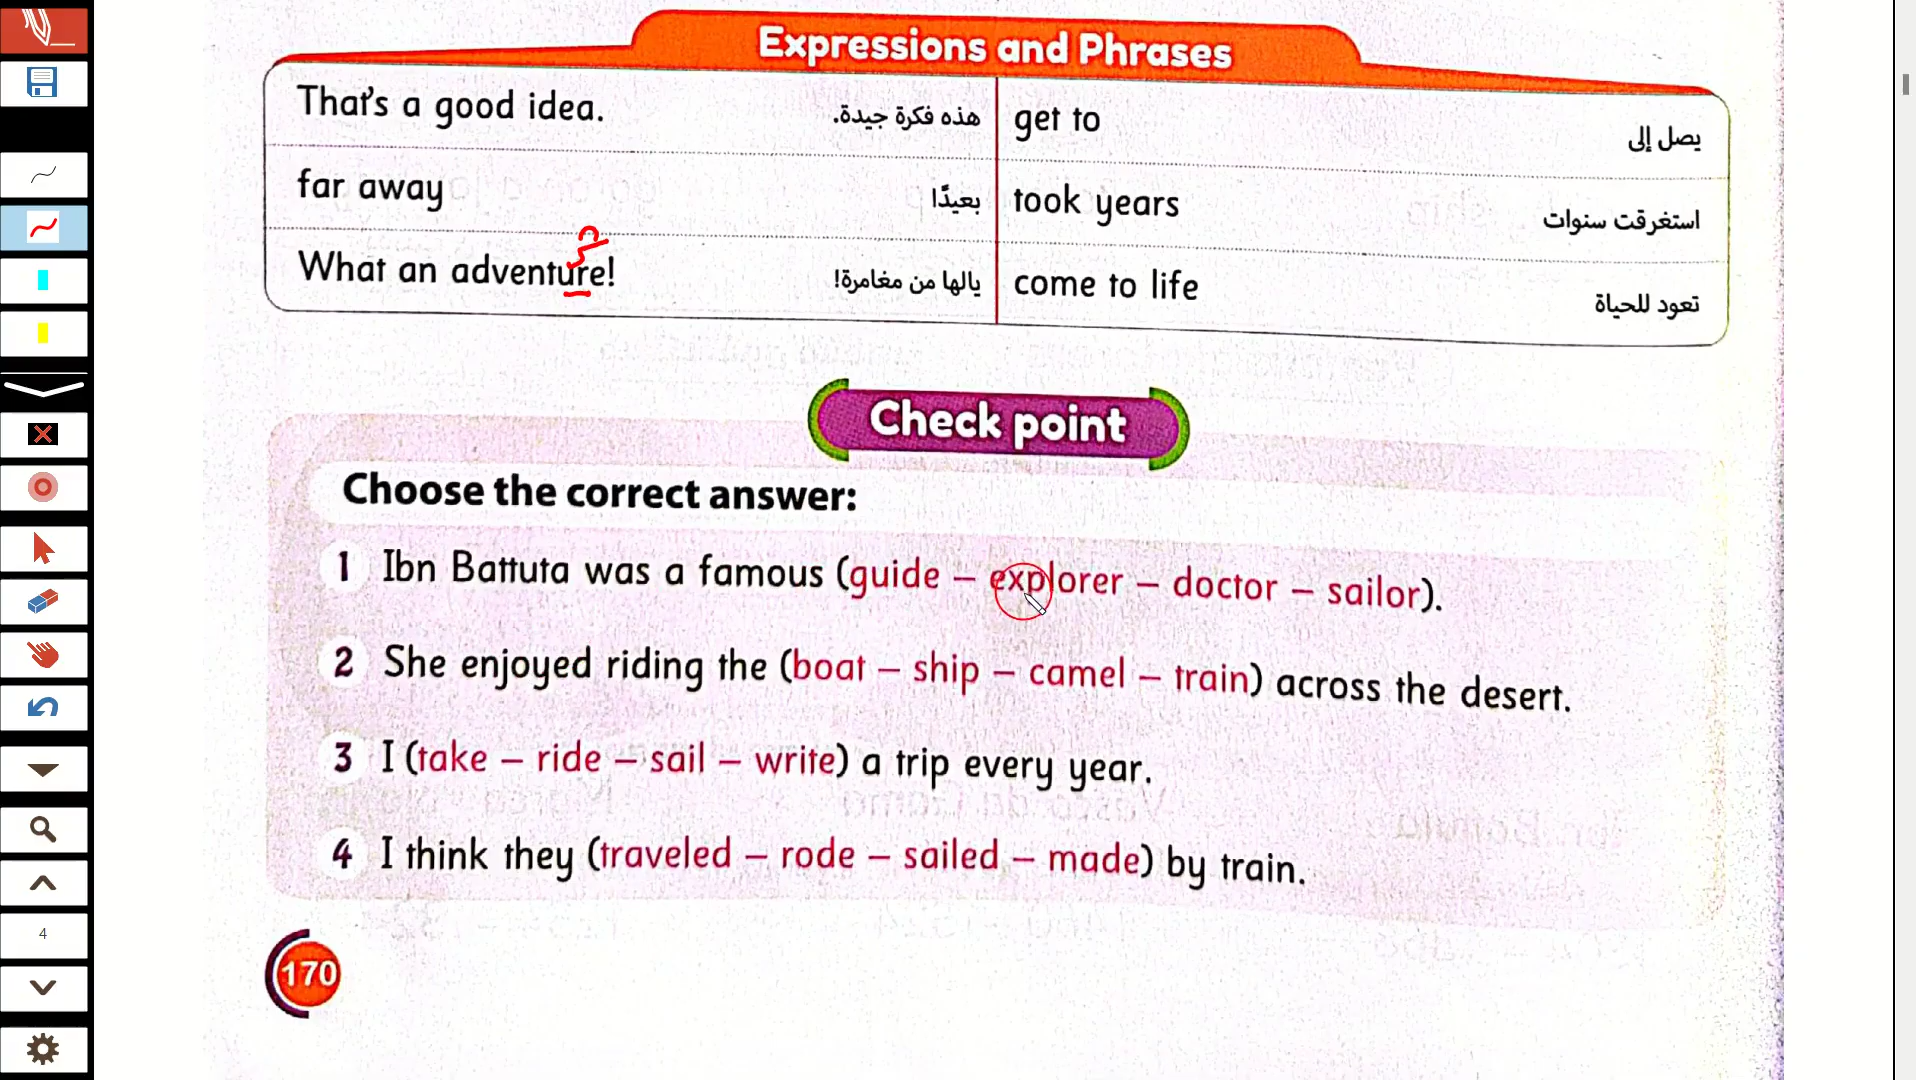 Expressions and Phrases
That's a good idea. هذه فكرة جيدة. get to يصل إلى
far away بعيدًا took years استغرقت سنوات
What an adventure! يالها من مغامرة! come to life تعود للحياة
Check point
Choose the correct answer:
1 Ibn Battuta was a famous (guide – explorer – doctor – sailor).
2 She enjoyed riding the (boat – ship – camel – train) across the desert.
3 I (take – ride – sail – write) a trip every year.
4 I think they (traveled – rode – sailed – made) by train.
170
4